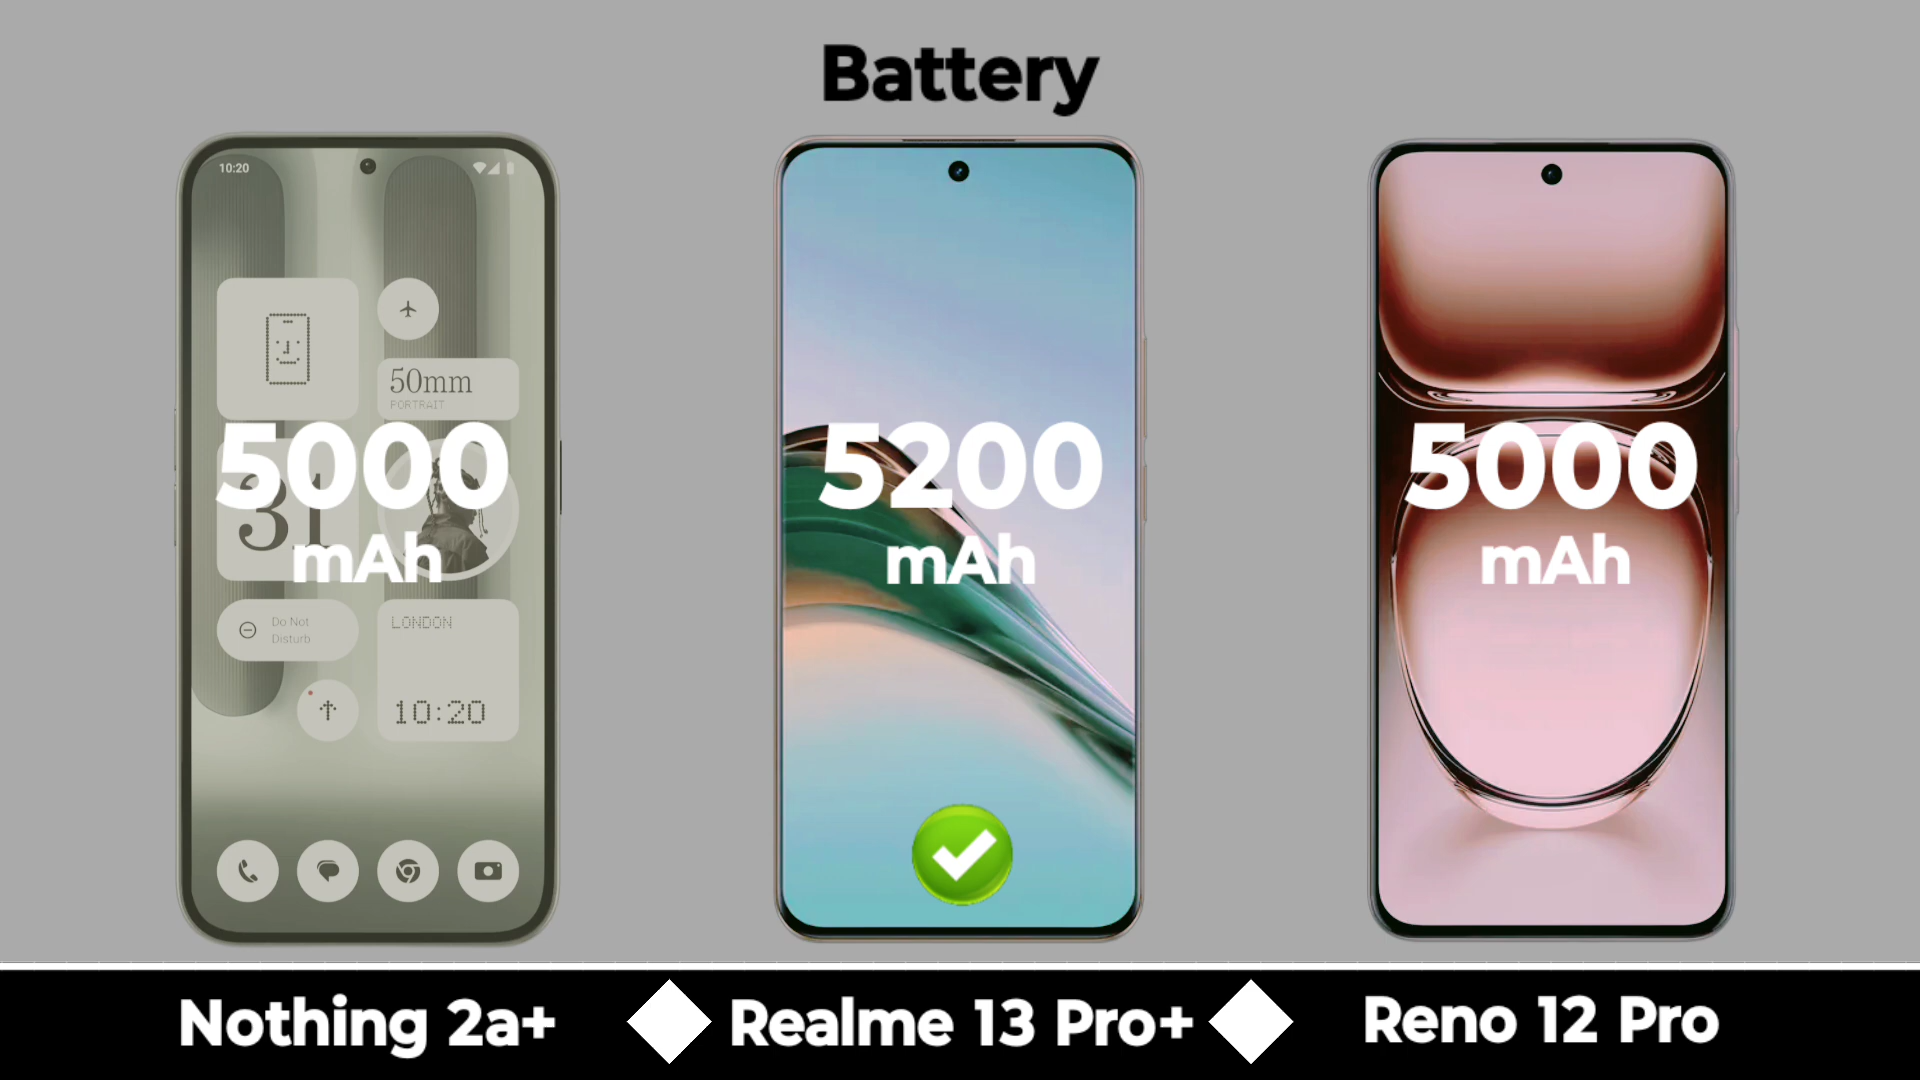 Battery
10:20
50mm
PORTRAIT
5000
mAh
31
Do Not
Disturb
LONDON
10:20
5200
mAh
5000
mAh
Nothing 2a+
Realme 13 Pro+
Reno 12 Pro